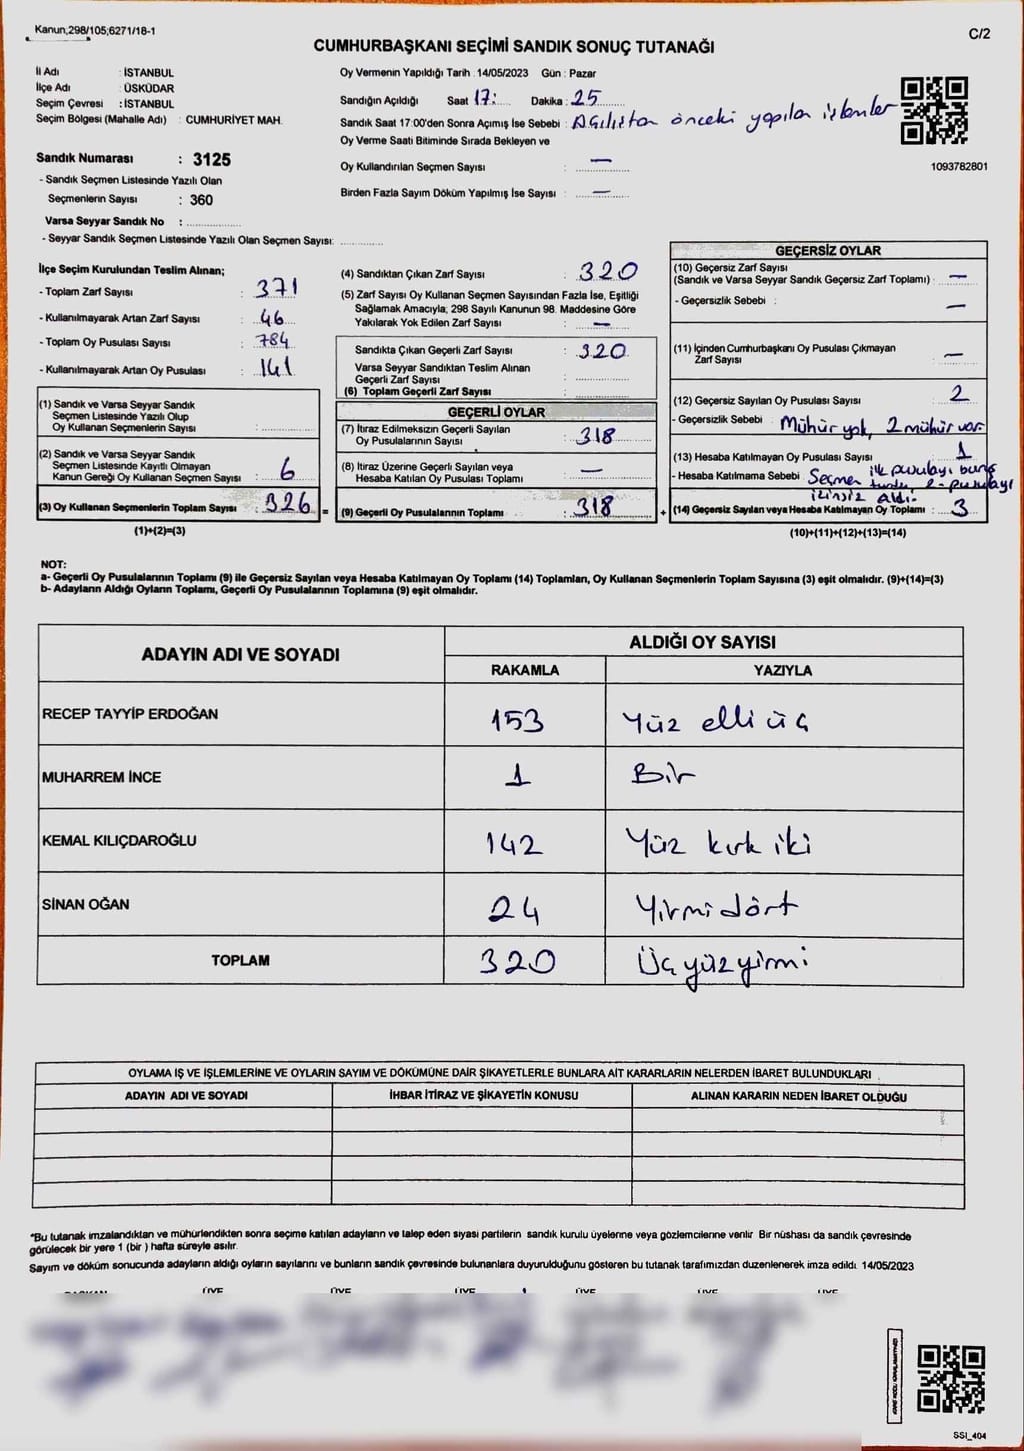 Kanun;298/105;6271/18-1
C/2
CUMHURBAŞKANI SEÇİMİ SANDIK SONUÇ TUTANAĞI
İl Adı : İSTANBUL
İlçe Adı : ÜSKÜDAR
Seçim Çevresi : İSTANBUL
Seçim Bölgesi (Mahalle Adı) : CUMHURİYET MAH.
Sandık Numarası : 3125
- Sandık Seçmen Listesinde Yazılı Olan
Seçmenlerin Sayısı : 360
Varsa Seyyar Sandık No :
- Seyyar Sandık Seçmen Listesinde Yazılı Olan Seçmen Sayısı:
Oy Vermenin Yapıldığı Tarih : 14/05/2023 Gün : Pazar
Sandığın Açıldığı Saat 17: Dakika : 25
Sandık Saat 17:00'den Sonra Açımış İse Sebebi : Açılıştan önceki yapılan işlemler
Oy Verme Saati Bitiminde Sırada Bekleyen ve
Oy Kullandırılan Seçmen Sayısı : —
Birden Fazla Sayım Döküm Yapılmış İse Sayısı : —
1093782801
İlçe Seçim Kurulundan Teslim Alınan;
- Toplam Zarf Sayısı : 371
- Kullanılmayarak Artan Zarf Sayısı : 46
- Toplam Oy Pusulası Sayısı : 784
- Kullanılmayarak Artan Oy Pusulası : 141
(1) Sandık ve Varsa Seyyar Sandık
Seçmen Listesinde Yazılı Olup
Oy Kullanan Seçmenlerin Sayısı :
(2) Sandık ve Varsa Seyyar Sandık
Seçmen Listesinde Kayıtlı Olmayan
Kanun Gereği Oy Kullanan Seçmen Sayısı : 6
(3) Oy Kullanan Seçmenlerin Toplam Sayısı : 326 =
(1)+(2)=(3)
(4) Sandıktan Çıkan Zarf Sayısı : 320
(5) Zarf Sayısı Oy Kullanan Seçmen Sayısından Fazla İse, Eşitliği
Sağlamak Amacıyla, 298 Sayılı Kanunun 98. Maddesine Göre
Yakılarak Yok Edilen Zarf Sayısı : —
Sandıkta Çıkan Geçerli Zarf Sayısı : 320
Varsa Seyyar Sandıktan Teslim Alınan
Geçerli Zarf Sayısı :
(6) Toplam Geçerli Zarf Sayısı :
GEÇERLİ OYLAR
(7) İtiraz Edilmeksizin Geçerli Sayılan
Oy Pusulalarının Sayısı : 318
(8) İtiraz Üzerine Geçerli Sayılan veya
Hesaba Katılan Oy Pusulası Toplamı : —
(9) Geçerli Oy Pusulalarının Toplamı : 318 +
GEÇERSİZ OYLAR
(10) Geçersiz Zarf Sayısı
(Sandık ve Varsa Seyyar Sandık Geçersiz Zarf Toplamı) : —
- Geçersizlik Sebebi : —
(11) İçinden Cumhurbaşkanı Oy Pusulası Çıkmayan
Zarf Sayısı : —
(12) Geçersiz Sayılan Oy Pusulası Sayısı : 2
- Geçersizlik Sebebi : Mühür yok, 2 mühür var
(13) Hesaba Katılmayan Oy Pusulası Sayısı : 1
- Hesaba Katılmama Sebebi : Seçmen ilk pusulayı
2. pusulayı
izinsiz aldı.
(14) Geçersiz Sayılan veya Hesaba Katılmayan Oy Toplamı : 3
(10)+(11)+(12)+(13)=(14)
NOT:
a- Geçerli Oy Pusulalarının Toplamı (9) ile Geçersiz Sayılan veya Hesaba Katılmayan Oy Toplamı (14) Toplamları, Oy Kullanan Seçmenlerin Toplam Sayısına (3) eşit olmalıdır. (9)+(14)=(3)
b- Adayların Aldığı Oyların Toplamı, Geçerli Oy Pusulalarının Toplamına (9) eşit olmalıdır.
ADAYIN ADI VE SOYADI ALDIĞI OY SAYISI
RAKAMLA YAZIYLA
RECEP TAYYİP ERDOĞAN 153 Yüz elli üç
MUHARREM İNCE 1 Bir
KEMAL KILIÇDAROĞLU 142 Yüz kırk iki
SİNAN OĞAN 24 Yirmi dört
TOPLAM 320 Üçyüzyirmi
OYLAMA İŞ VE İŞLEMLERİNE VE OYLARIN SAYIM VE DÖKÜMÜNE DAİR ŞİKAYETLERLE BUNLARA AİT KARARLARIN NELERDEN İBARET BULUNDUKLARI
ADAYIN ADI VE SOYADI İHBAR İTİRAZ VE ŞİKAYETİN KONUSU ALINAN KARARIN NEDEN İBARET OLDUĞU
*Bu tutanak imzalandıktan ve mühürlendikten sonra seçime katılan adayların ve talep eden siyasi partilerin sandık kurulu üyelerine veya gözlemcilerine verilir. Bir nüshası da sandık çevresinde
görülecek bir yere 1 (bir ) hafta süreyle asılır.
Sayım ve döküm sonucunda adayların aldığı oyların sayılarını ve bunların sandık çevresinde bulunanlara duyurulduğunu gösteren bu tutanak tarafımızdan düzenlenerek imza edildi. 14/05/2023
BAŞKAN ÜYE ÜYE ÜYE ÜYE ÜYE ÜYE
SSI_404